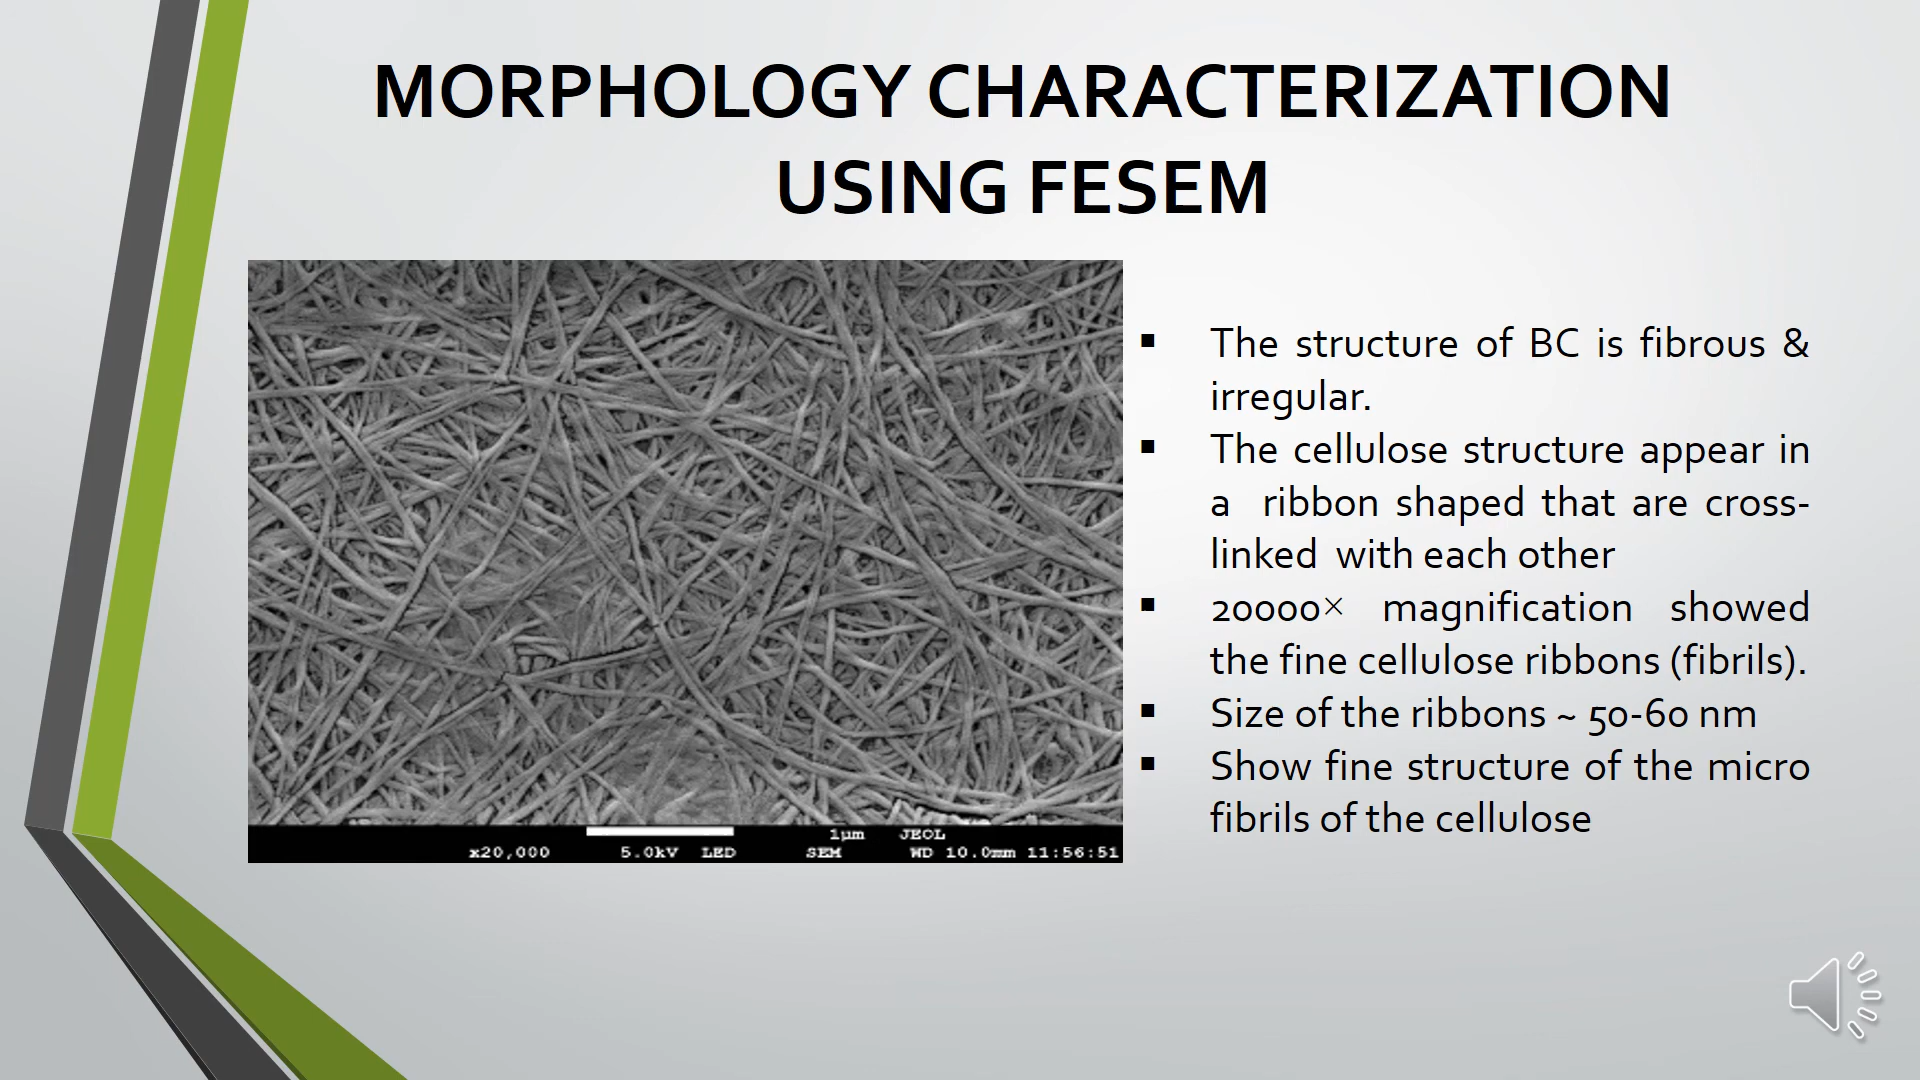 MORPHOLOGY CHARACTERIZATION
USING FESEM
▪ The structure of BC is fibrous &
irregular.
▪ The cellulose structure appear in
a ribbon shaped that are cross-
linked with each other
▪ 20000× magnification showed
the fine cellulose ribbons (fibrils).
▪ Size of the ribbons ~ 50-60 nm
▪ Show fine structure of the micro
fibrils of the cellulose
1µm JEOL
x20,000 5.0kV LED SEM WD 10.0mm 11:56:51